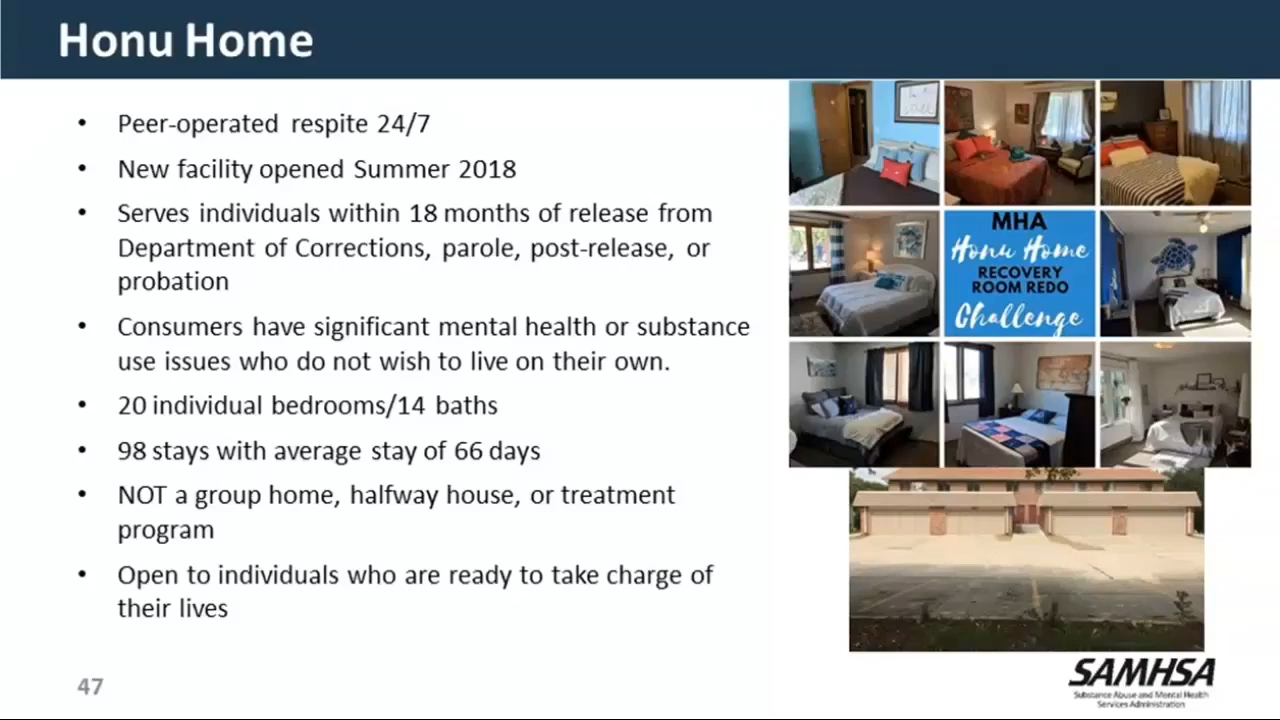 Honu Home
• Peer-operated respite 24/7
• New facility opened Summer 2018
• Serves individuals within 18 months of release from
Department of Corrections, parole, post-release, or
probation
• Consumers have significant mental health or substance
use issues who do not wish to live on their own.
• 20 individual bedrooms/14 baths
• 98 stays with average stay of 66 days
• NOT a group home, halfway house, or treatment
program
• Open to individuals who are ready to take charge of
their lives
MHA
Honu Home
RECOVERY
ROOM REDO
Challenge
47
SAMHSA
Substance Abuse and Mental Health
Services Administration